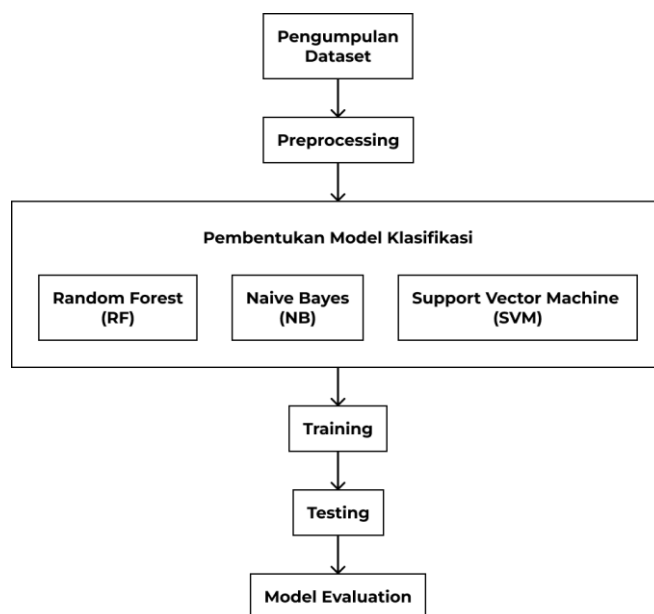 Pengumpulan
Dataset
Preprocessing
Pembentukan Model Klasifikasi
Random Forest
(RF)
Naive Bayes
(NB)
Support Vector Machine
(SVM)
Training
Testing
Model Evaluation